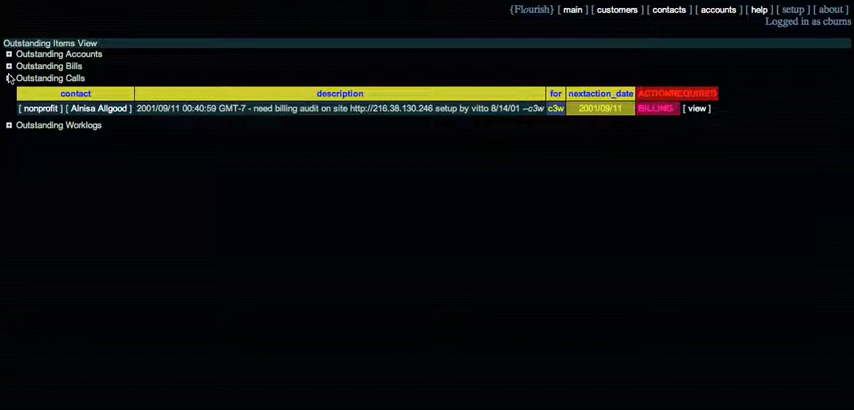 {Flourish} [ main ] [ customers ] [ contacts ] [ accounts ] [ help ] [ setup ] [ about ]
Logged in as cburns
Outstanding Items View
Outstanding Accounts
Outstanding Bills
Outstanding Calls
contact description for nextaction_date ACTIONREQUIRED
[ nonprofit ] [ Alnisa Allgood ] 2001/09/11 00:40:59 GMT-7 - need billing audit on site http://216.38.130.246 setup by vitto 8/14/01 --c3w c3w 2001/09/11 BILLING [ view ]
Outstanding Worklogs